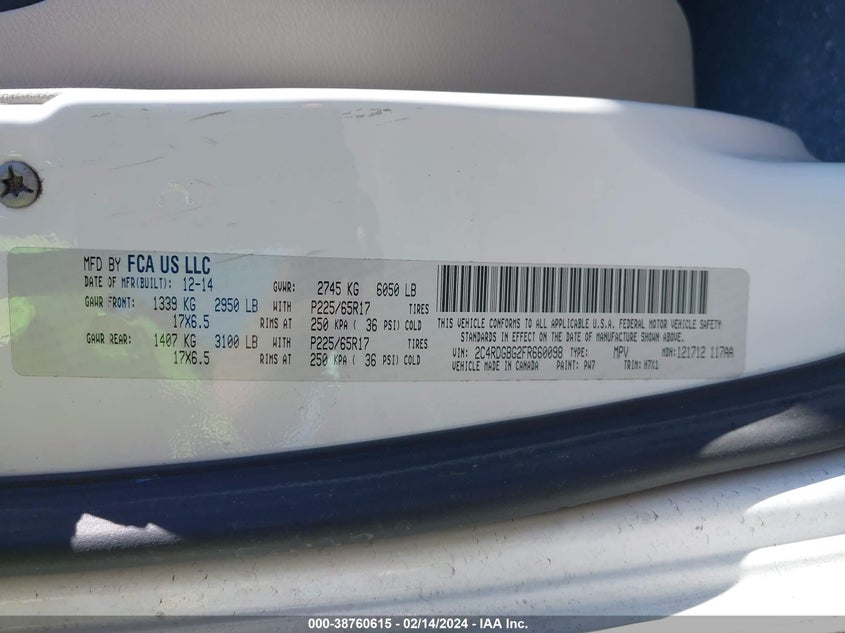 MFD BY FCA US LLC
DATE OF MFR(BUILT): 12-14 GVWR: 2745 KG 6050 LB
GAWR FRONT: 1339 KG 2950 LB WITH P225/65R17 TIRES
17X6.5 RIMS AT 250 KPA ( 36 PSI) COLD
GAWR REAR: 1407 KG 3100 LB WITH P225/65R17 TIRES
17X6.5 RIMS AT 250 KPA ( 36 PSI) COLD
THIS VEHICLE CONFORMS TO ALL APPLICABLE U.S.A. FEDERAL MOTOR VEHICLE SAFETY
STANDARDS IN EFFECT ON THE DATE OF MANUFACTURE SHOWN ABOVE.
VIN: 2C4RDGBG2FR660098 TYPE: MPV MDH: 121712 117AA
VEHICLE MADE IN CANADA PAINT: PW7 TRIM: H7X1
000-38760615 - 02/14/2024 - IAA Inc.